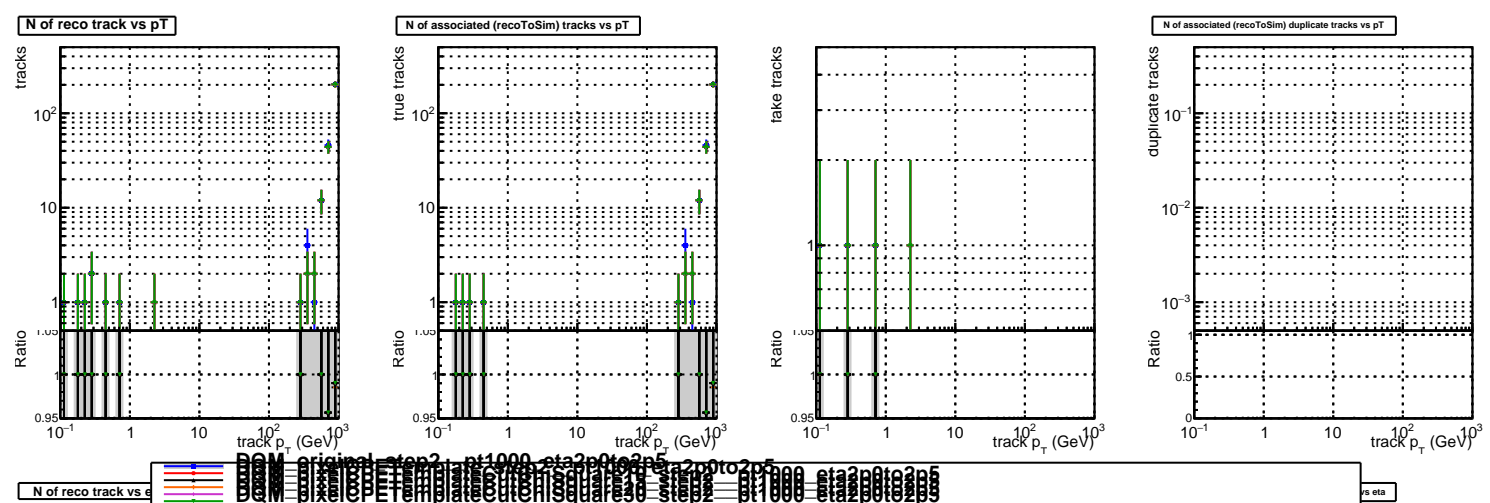 N of reco track vs pT
N of associated (recoToSim) tracks vs pT
N of associated (recoToSim) duplicate tracks vs pT
tracks
10²
10
1
1.05
Ratio
1
0.95
10⁻¹ 1 10 10² 10³
track p_T (GeV)
true tracks
10²
10
1
1.05
Ratio
1
0.95
10⁻¹ 1 10 10² 10³
track p_T (GeV)
fake tracks
1
1.05
Ratio
1
0.95
10⁻¹ 1 10 10² 10³
track p_T (GeV)
duplicate tracks
10⁻¹
10⁻²
10⁻³
Ratio
1
0.5
0
10⁻¹ 1 10 10² 10³
track p_T (GeV)
DQM_original_step2 pt1000_eta2p0to2p5
N of reco track vs e
vs eta